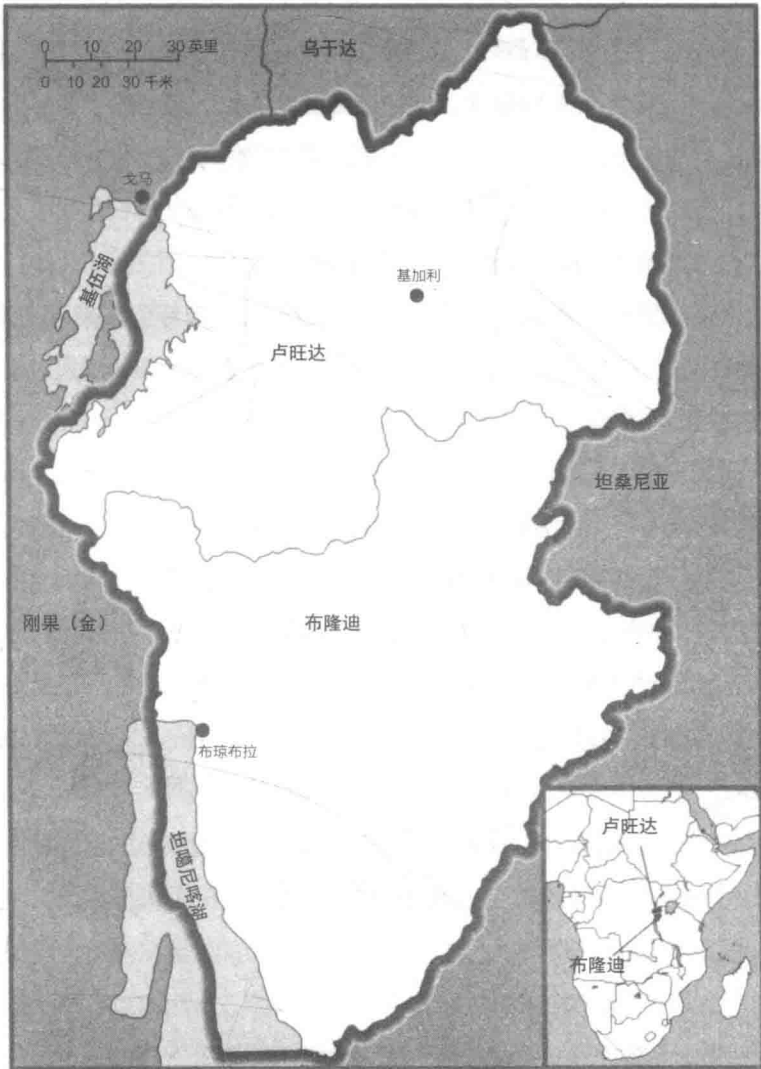 0 10 20 30 英里
0 10 20 30 千米
乌干达
戈马
基伍湖
基加利
卢旺达
坦桑尼亚
刚果（金）
布隆迪
布琼布拉
坦噶尼喀湖
卢旺达
布隆迪